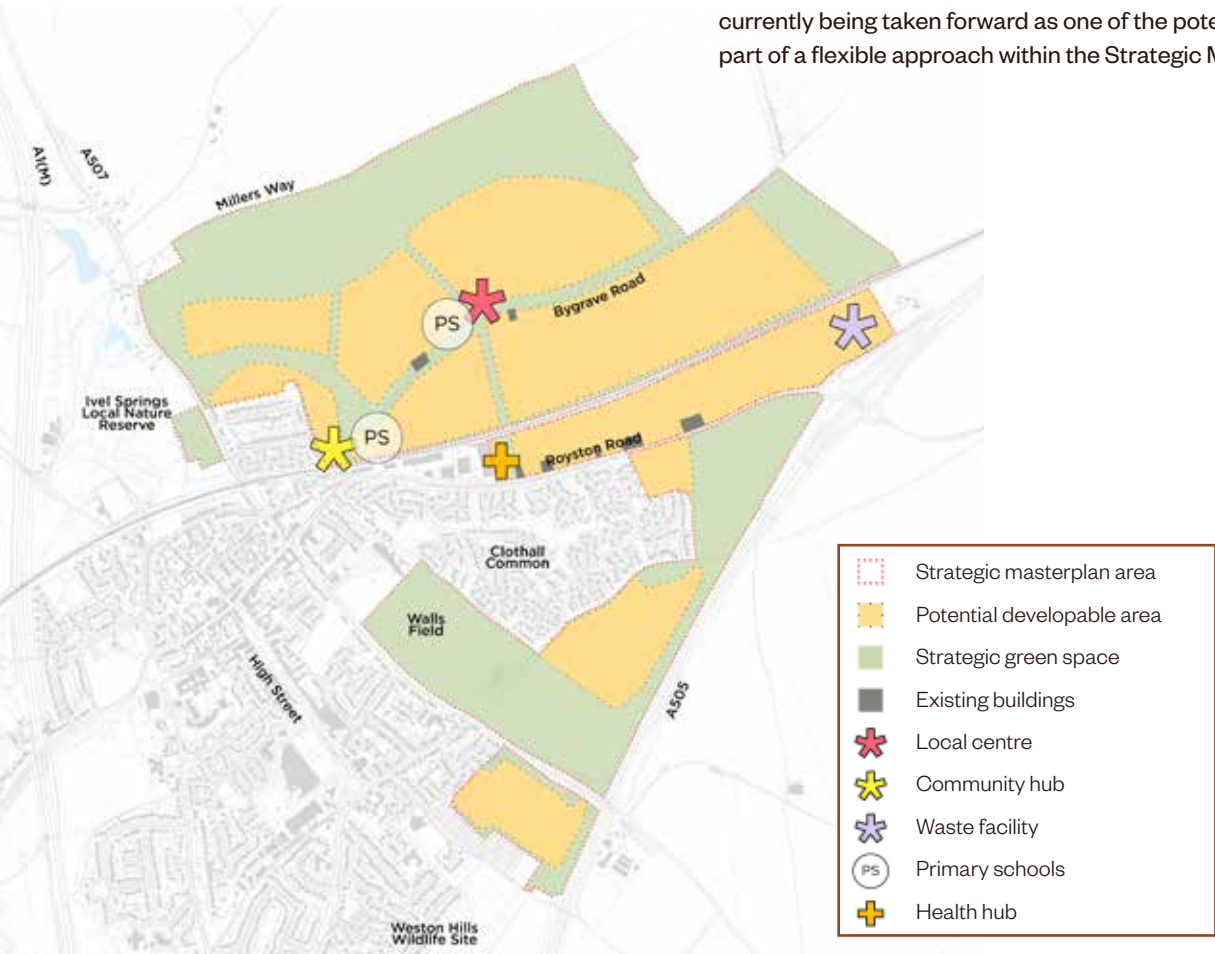 currently being taken forward as one of the pote
part of a flexible approach within the Strategic M
A1(M)
A507
Millers Way
Bygrave Road
PS
Ivel Springs
Local Nature
Reserve
PS
Royston Road
Clothall
Common
Walls
Field
High Street
A505
Weston Hills
Wildlife Site
Strategic masterplan area
Potential developable area
Strategic green space
Existing buildings
Local centre
Community hub
Waste facility
PS
Primary schools
Health hub